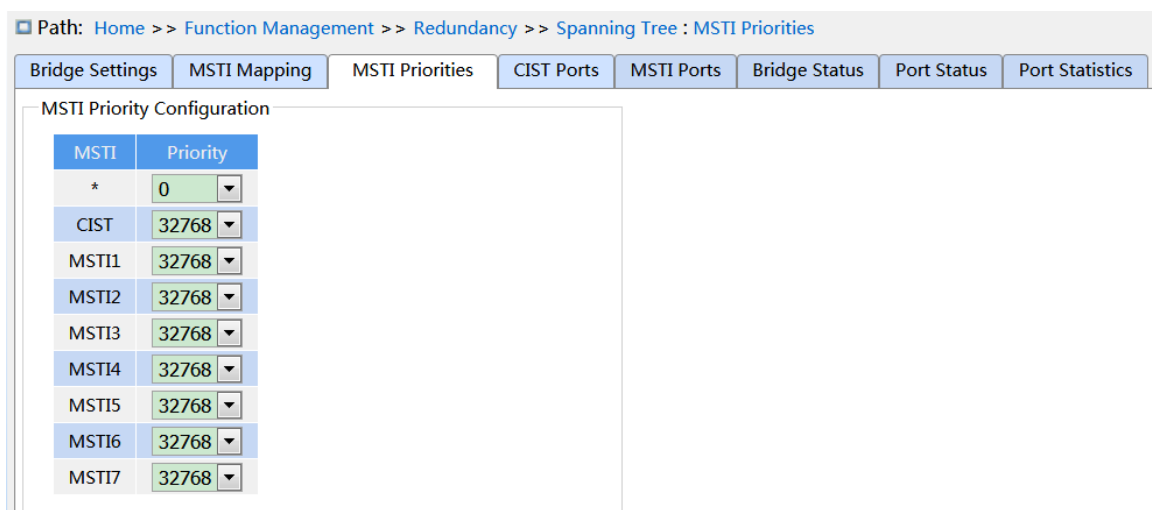 Path: Home >> Function Management >> Redundancy >> Spanning Tree : MSTI Priorities
Bridge Settings MSTI Mapping MSTI Priorities CIST Ports MSTI Ports Bridge Status Port Status Port Statistics
MSTI Priority Configuration
MSTI Priority
* 0
CIST 32768
MSTI1 32768
MSTI2 32768
MSTI3 32768
MSTI4 32768
MSTI5 32768
MSTI6 32768
MSTI7 32768